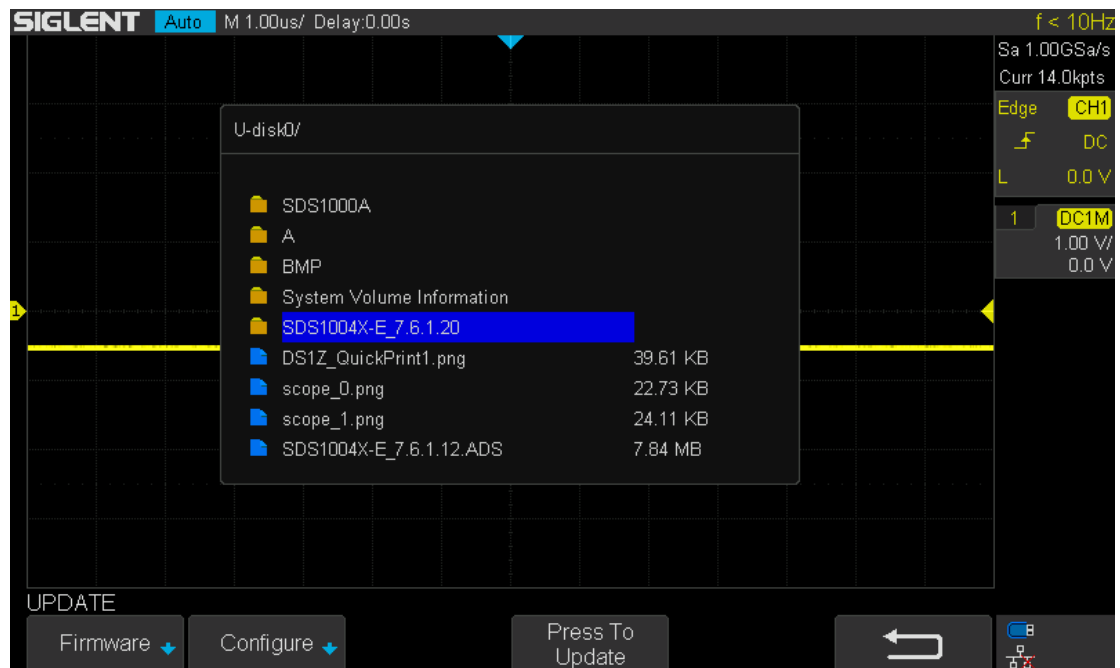 SIGLENT Auto M 1.00us/ Delay:0.00s f < 10Hz
Sa 1.00GSa/s
Curr 14.0kpts
Edge CH1
DC
L 0.0 V
1 DC1M
1.00 V/
0.0 V
U-disk0/
SDS1000A
A
BMP
System Volume Information
SDS1004X-E_7.6.1.20
DS1Z_QuickPrint1.png 39.61 KB
scope_0.png 22.73 KB
scope_1.png 24.11 KB
SDS1004X-E_7.6.1.12.ADS 7.84 MB
1
UPDATE
Firmware Configure Press To
Update